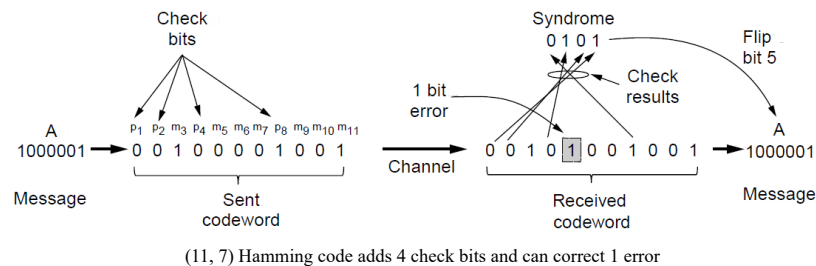 Check
bits
A
1000001
Message
p1 p2 m3 p4 m5 m6 m7 p8 m9 m10 m11
0 0 1 0 0 0 0 1 0 0 1
Sent
codeword
Channel
1 bit
error
Syndrome
0 1 0 1
Check
results
0 0 1 0 1 0 0 1 0 0 1
Received
codeword
Flip
bit 5
A
1000001
Message
(11, 7) Hamming code adds 4 check bits and can correct 1 error